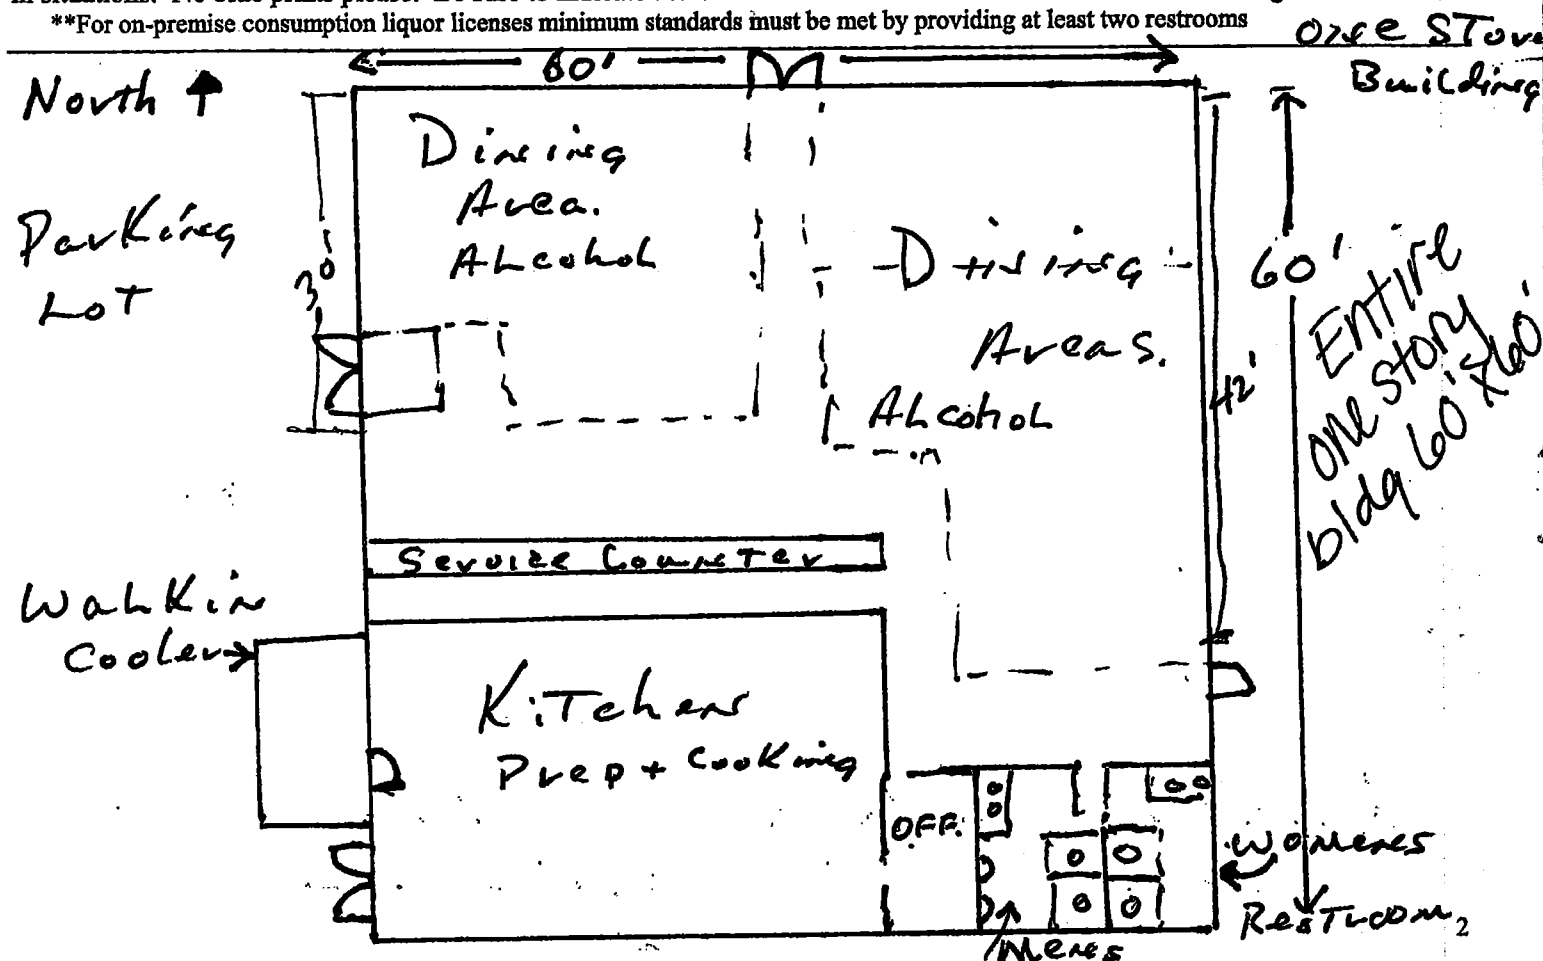 **For on-premise consumption liquor licenses minimum standards must be met by providing at least two restrooms
One Story
Building
60'
North
Parking
Lot
Dining
Area.
Alcohol
Dining
Areas.
Alcohol
30'
42'
60'
Entire
one story
bldg 60'x60'
Service Counter
Walkin
Cooler
Kitchen
Prep + Cooking
OFF.
Womens
Restroom
Mens
2